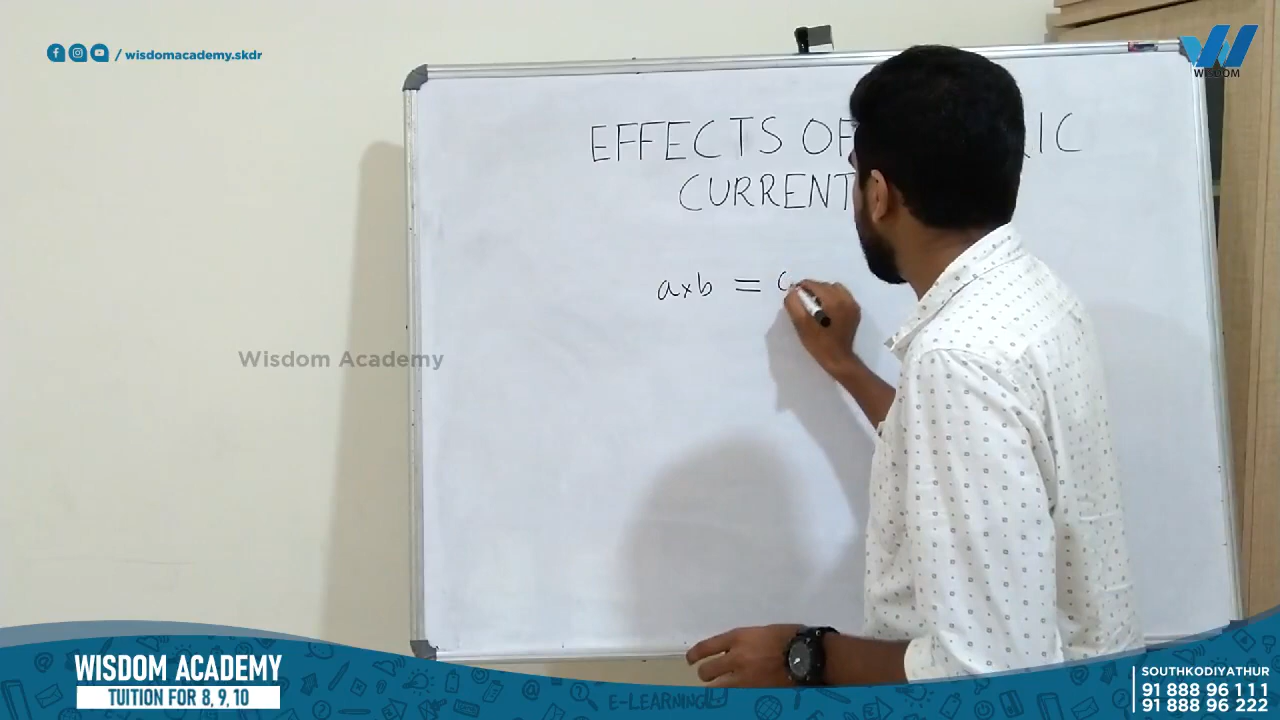 / wisdomacademy.skdr
WISDOM
EFFECTS OF RIC
CURRENT
a×b = c
Wisdom Academy
WISDOM ACADEMY
TUITION FOR 8, 9, 10
E-LEARNING
SOUTHKODIYATHUR
91 888 96 111
91 888 96 222